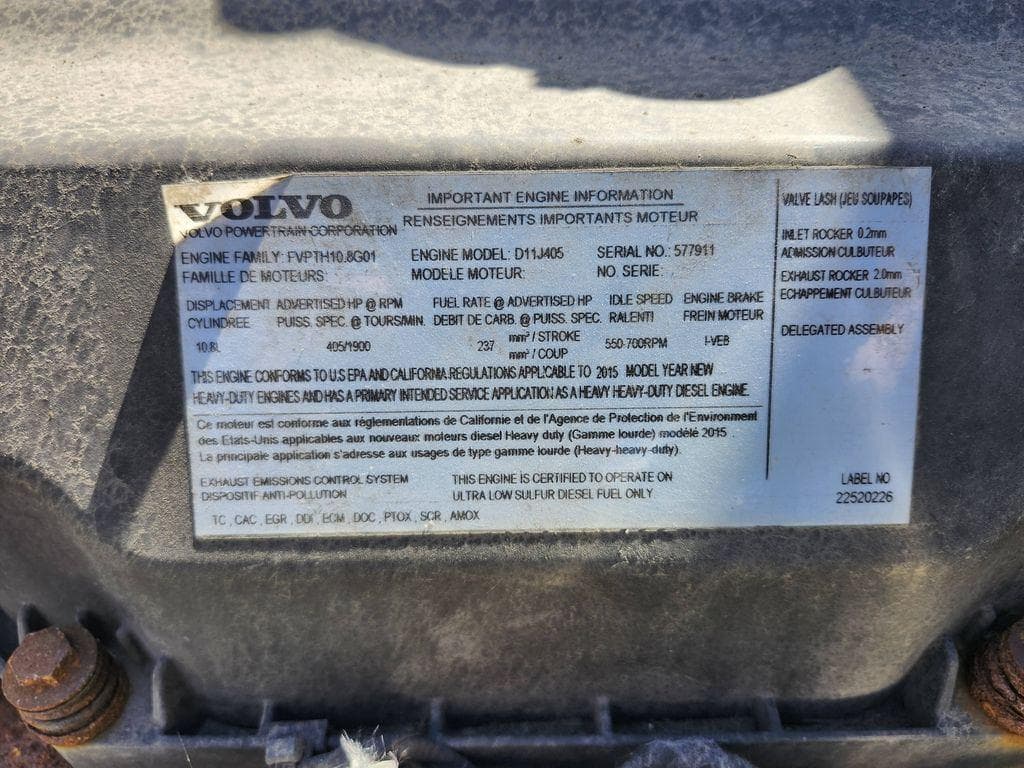 VOLVO
VOLVO POWERTRAIN CORPORATION
IMPORTANT ENGINE INFORMATION
RENSEIGNEMENTS IMPORTANTS MOTEUR
ENGINE FAMILY: FVPTH10.8G01 ENGINE MODEL: D11J405 SERIAL NO.: 577911
FAMILLE DE MOTEURS: MODELE MOTEUR: NO. SERIE:
DISPLACEMENT ADVERTISED HP @ RPM FUEL RATE @ ADVERTISED HP IDLE SPEED ENGINE BRAKE
CYLINDREE PUISS. SPEC. @ TOURS/MIN. DEBIT DE CARB. @ PUISS. SPEC. RALENTI FREIN MOTEUR
10.8L 405/1900 237 mm³ / STROKE 550-700RPM I-VEB
mm³ / COUP
THIS ENGINE CONFORMS TO U.S EPA AND CALIFORNIA REGULATIONS APPLICABLE TO 2015 MODEL YEAR NEW
HEAVY-DUTY ENGINES AND HAS A PRIMARY INTENDED SERVICE APPLICATION AS A HEAVY HEAVY-DUTY DIESEL ENGINE.
Ce moteur est conforme aux réglementations de Californie et de l'Agence de Protection de l'Environment
des Etats-Unis applicables aux nouveaux moteurs diesel Heavy duty (Gamme lourde) modélé 2015 .
La principale application s'adresse aux usages de type gamme lourde (Heavy-heavy-duty).
EXHAUST EMISSIONS CONTROL SYSTEM THIS ENGINE IS CERTIFIED TO OPERATE ON
DISPOSITIF ANTI-POLLUTION ULTRA LOW SULFUR DIESEL FUEL ONLY
TC , CAC , EGR , DDI , ECM , DOC , PTOX , SCR , AMOX
VALVE LASH (JEU SOUPAPES)
INLET ROCKER 0.2mm
ADMISSION CULBUTEUR
EXHAUST ROCKER 2.0mm
ECHAPPEMENT CULBUTEUR
DELEGATED ASSEMBLY
LABEL NO
22520226